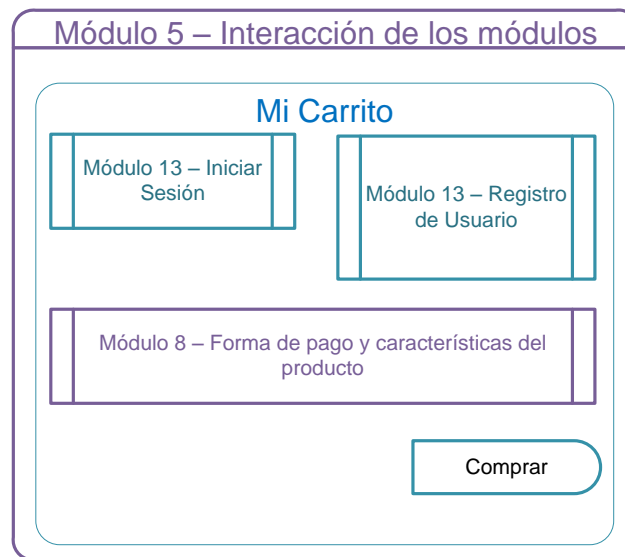 Módulo 5 – Interacción de los módulos
Mi Carrito
Módulo 13 – Iniciar
Sesión
Módulo 13 – Registro
de Usuario
Módulo 8 – Forma de pago y características del
producto
Comprar